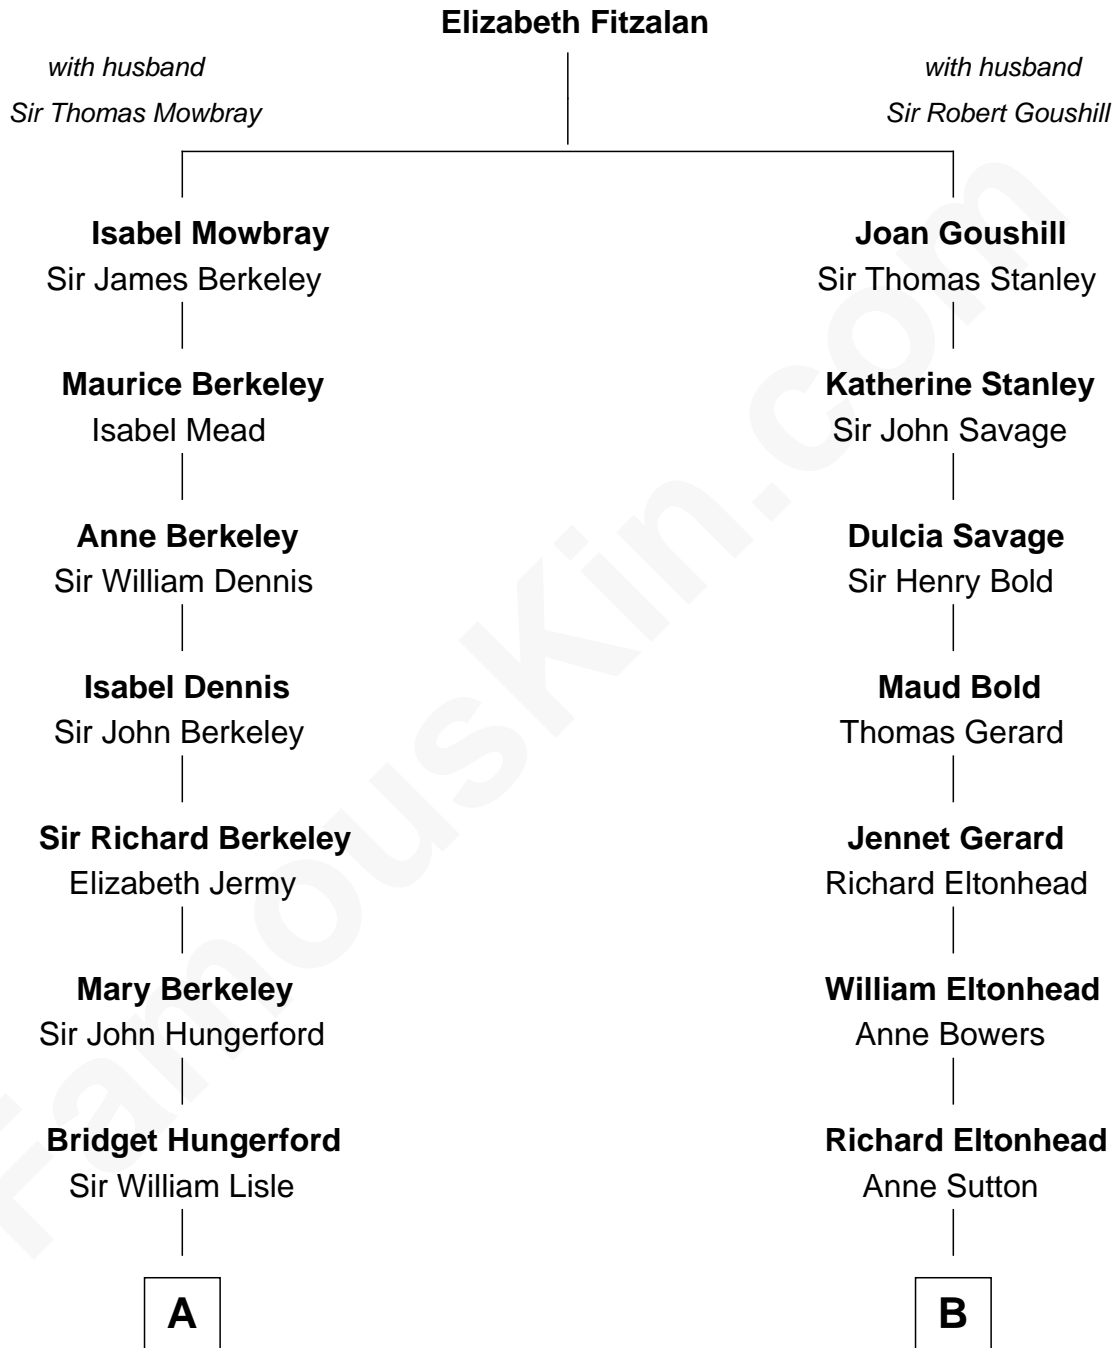 Elizabeth Fitzalan
with husband
Sir Thomas Mowbray
with husband
Sir Robert Goushill
Isabel Mowbray
Sir James Berkeley
Joan Goushill
Sir Thomas Stanley
Maurice Berkeley
Isabel Mead
Katherine Stanley
Sir John Savage
Anne Berkeley
Sir William Dennis
Dulcia Savage
Sir Henry Bold
Isabel Dennis
Sir John Berkeley
Maud Bold
Thomas Gerard
Sir Richard Berkeley
Elizabeth Jermy
Jennet Gerard
Richard Eltonhead
Mary Berkeley
Sir John Hungerford
William Eltonhead
Anne Bowers
Bridget Hungerford
Sir William Lisle
Richard Eltonhead
Anne Sutton
A
B
FamousKin.com